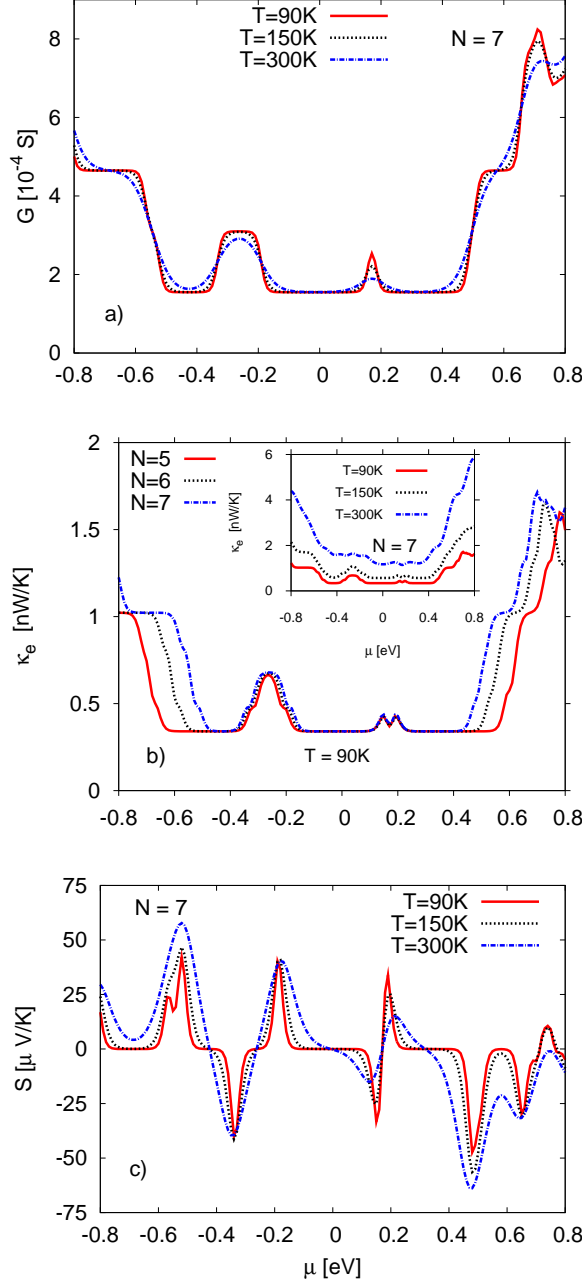 T=90K
T=150K
T=300K
N = 7
G [10⁻⁴ S]
8
6
4
2
0
a)
-0.8 -0.6 -0.4 -0.2 0 0.2 0.4 0.6 0.8
N=5
N=6
N=7
κe [nW/K]
2
1.5
1
0.5
0
6
4
2
0
T=90K
T=150K
T=300K
κe [nW/K]
N = 7
-0.8 -0.4 0 0.4 0.8
μ [eV]
b)
T = 90K
-0.8 -0.6 -0.4 -0.2 0 0.2 0.4 0.6 0.8
N = 7
T=90K
T=150K
T=300K
S [μ V/K]
75
50
25
0
-25
-50
-75
c)
-0.8 -0.6 -0.4 -0.2 0 0.2 0.4 0.6 0.8
μ [eV]